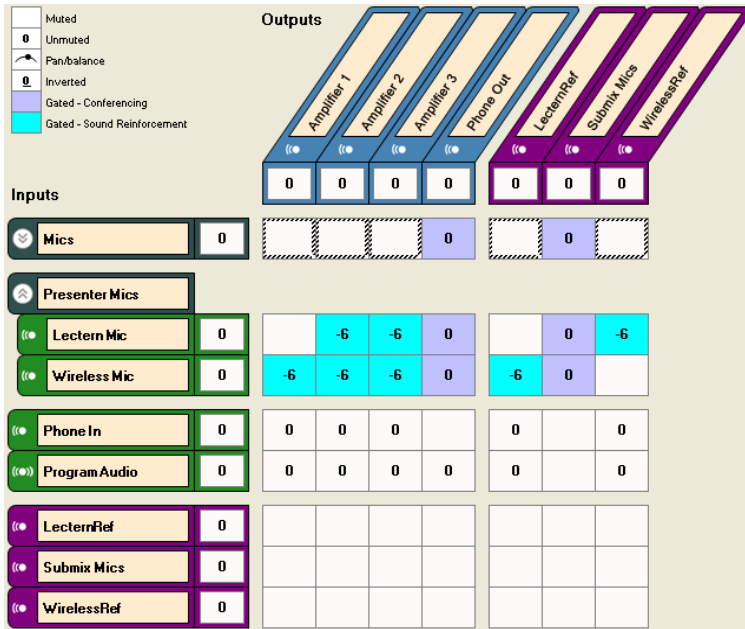 Muted
0 Unmuted
Pan/balance
0 Inverted
Gated - Conferencing
Gated - Sound Reinforcement
Outputs
Amplifier 1
Amplifier 2
Amplifier 3
Phone Out
LecternRef
Submix Mics
WirelessRef
0 0 0 0 0 0 0
Inputs
Mics 0 0 0
Presenter Mics
Lectern Mic 0 -6 -6 0 0 -6
Wireless Mic 0 -6 -6 -6 0 -6 0
Phone In 0 0 0 0 0 0
Program Audio 0 0 0 0 0 0 0
LecternRef 0
Submix Mics 0
WirelessRef 0